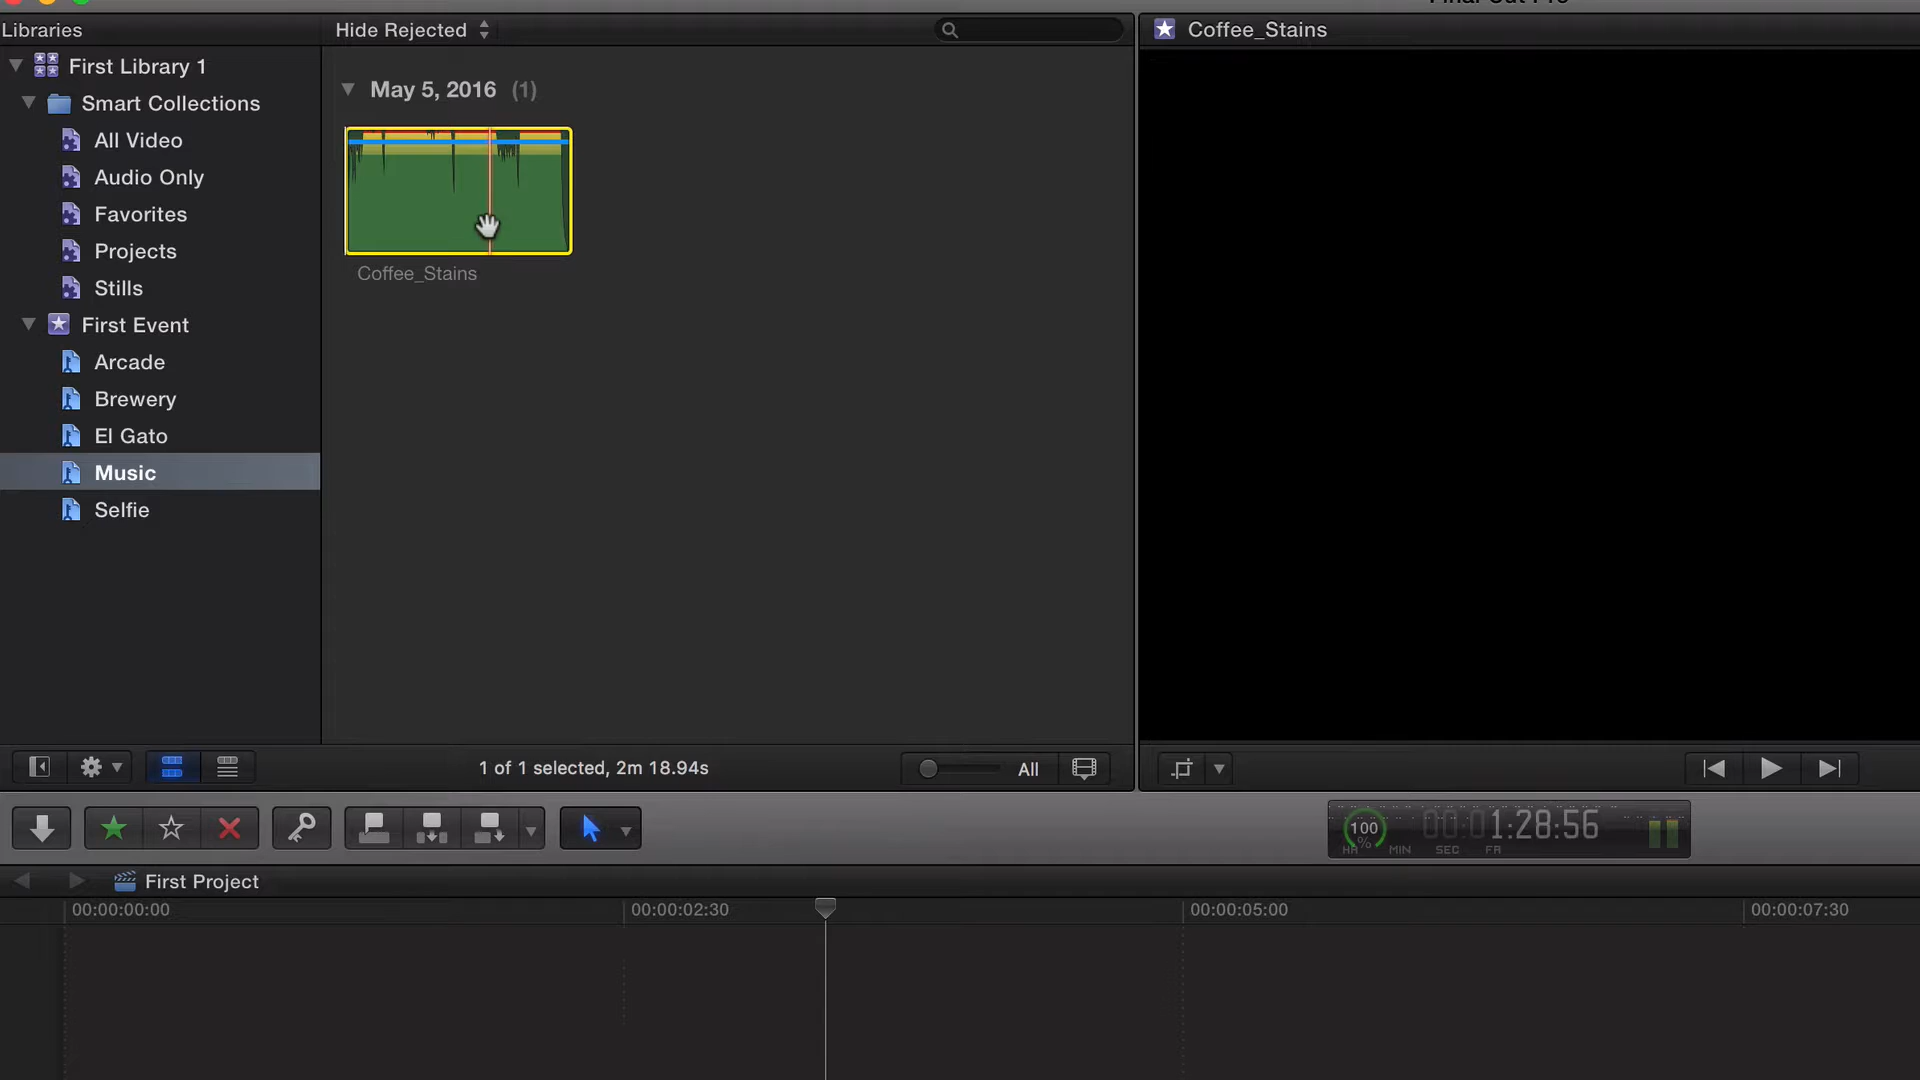 Libraries
Hide Rejected
Coffee_Stains
First Library 1
May 5, 2016 (1)
Smart Collections
All Video
Audio Only
Favorites
Projects
Stills
Coffee_Stains
First Event
Arcade
Brewery
El Gato
Music
Selfie
1 of 1 selected, 2m 18.94s
All
100
%
00:01:28:56
HR MIN SEC FR
First Project
00:00:00:00
00:00:02:30
00:00:05:00
00:00:07:30